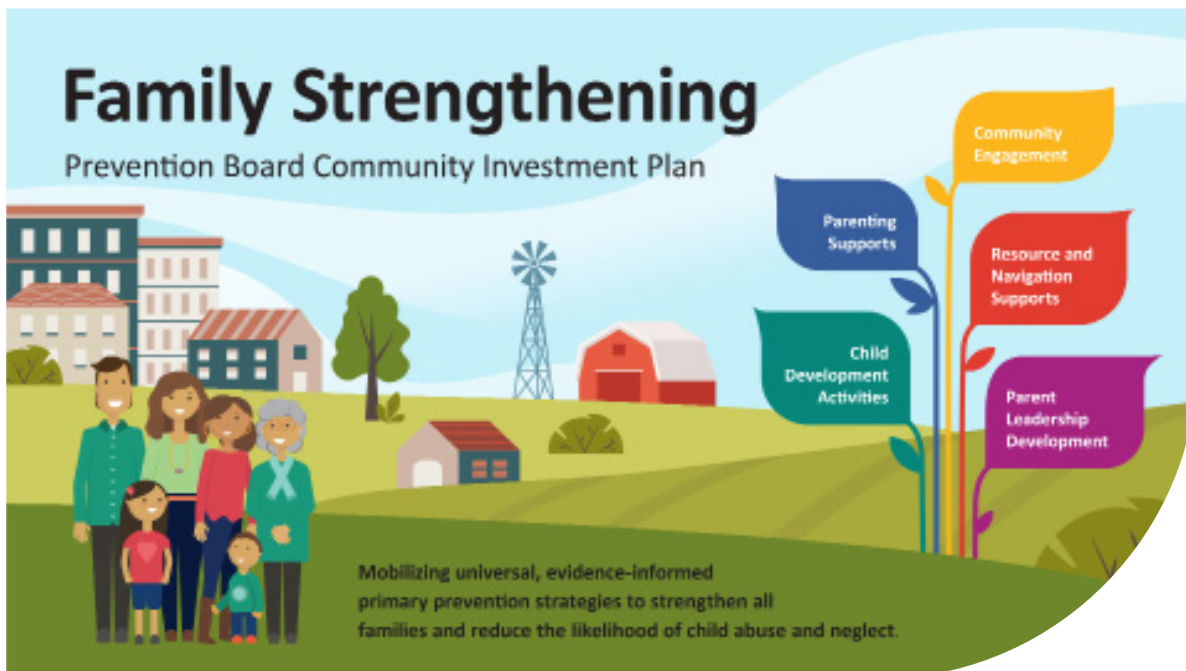 Family Strengthening
Prevention Board Community Investment Plan
Community
Engagement
Parenting
Supports
Resource and
Navigation
Supports
Child
Development
Activities
Parent
Leadership
Development
Mobilizing universal, evidence-informed
primary prevention strategies to strengthen all
families and reduce the likelihood of child abuse and neglect.